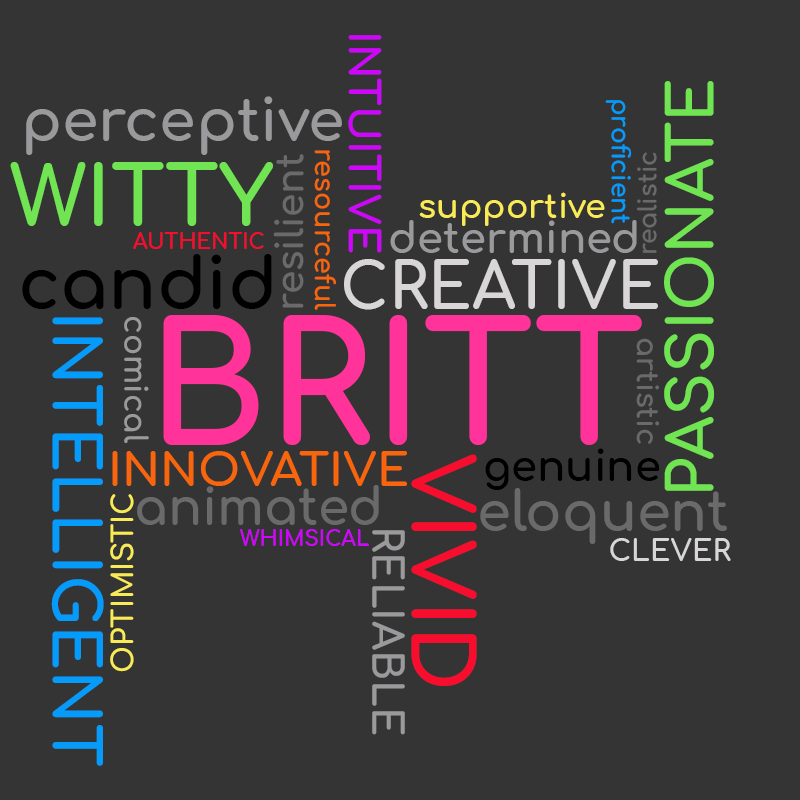 INTUITIVE
perceptive
proficient
PASSIONATE
WITTY
resilient
resourceful
supportive
realistic
AUTHENTIC
determined
candid
CREATIVE
INTELLIGENT
comical
BRITT
artistic
INNOVATIVE
VIVID
genuine
animated
eloquent
OPTIMISTIC
WHIMSICAL
RELIABLE
CLEVER